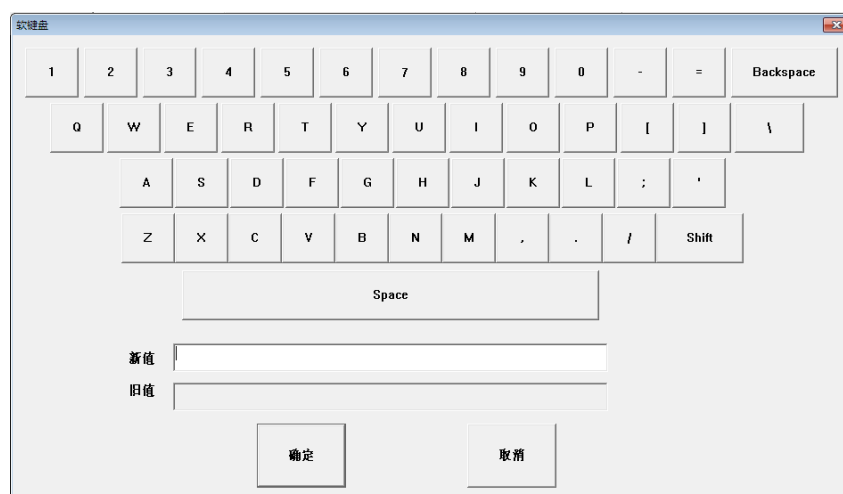 软键盘
1 2 3 4 5 6 7 8 9 0 - = Backspace
Q W E R T Y U I O P [ ] \
A S D F G H J K L ; '
Z X C V B N M , . / Shift
Space
新值
旧值
确定 取消